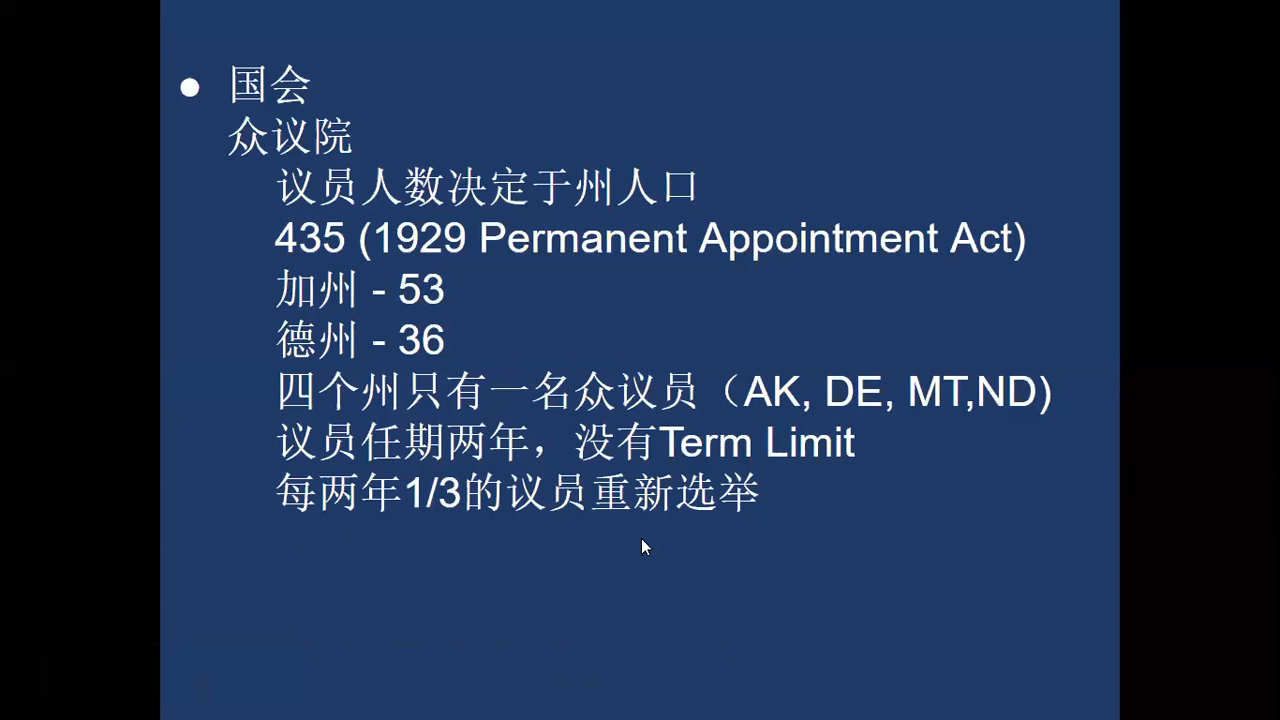 ● 国会
众议院
议员人数决定于州人口
435 (1929 Permanent Appointment Act)
加州 - 53
德州 - 36
四个州只有一名众议员（AK, DE, MT,ND)
议员任期两年，没有Term Limit
每两年1/3的议员重新选举